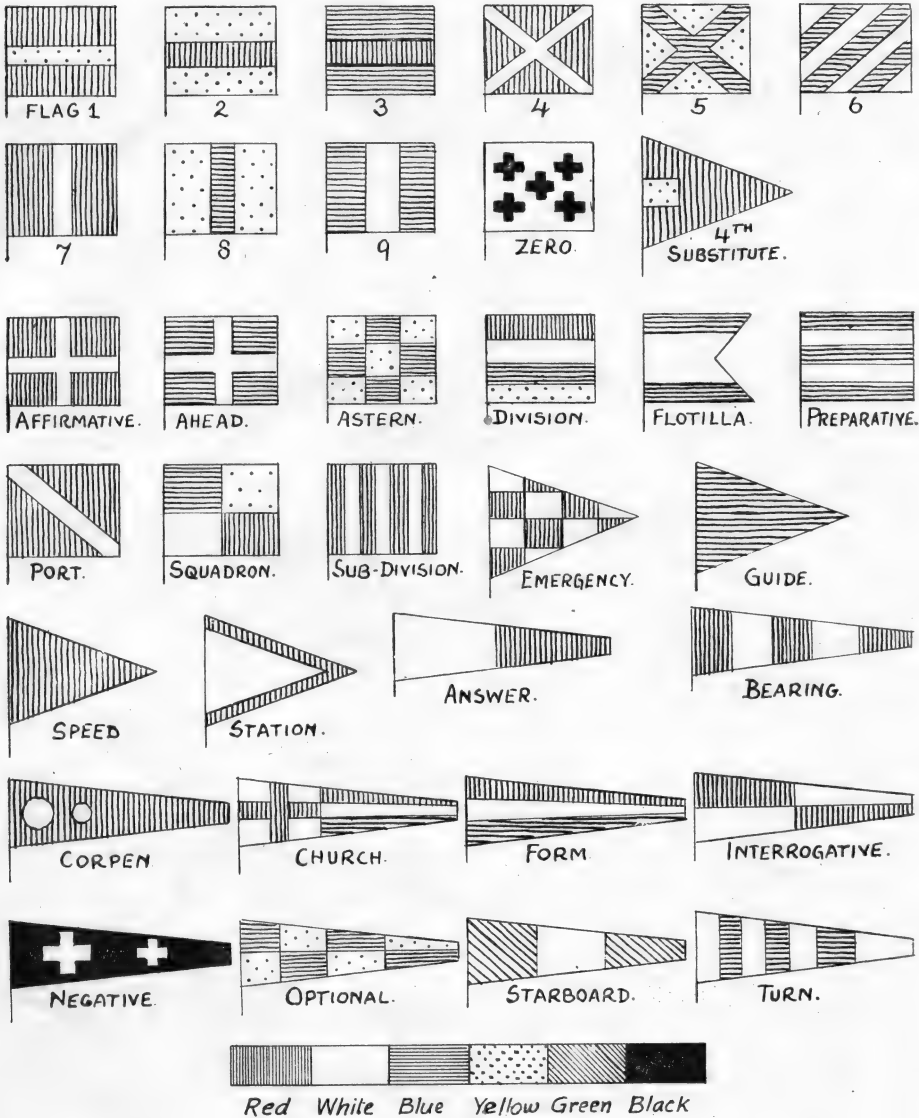 FLAG 1 2 3 4 5 6
7 8 9 ZERO. 4TH
SUBSTITUTE.
AFFIRMATIVE. AHEAD. ASTERN. DIVISION. FLOTILLA. PREPARATIVE.
PORT. SQUADRON. SUB-DIVISION. EMERGENCY. GUIDE.
SPEED STATION. ANSWER. BEARING.
CORPEN CHURCH. FORM INTERROGATIVE.
NEGATIVE. OPTIONAL. STARBOARD. TURN.
Red White Blue Yellow Green Black